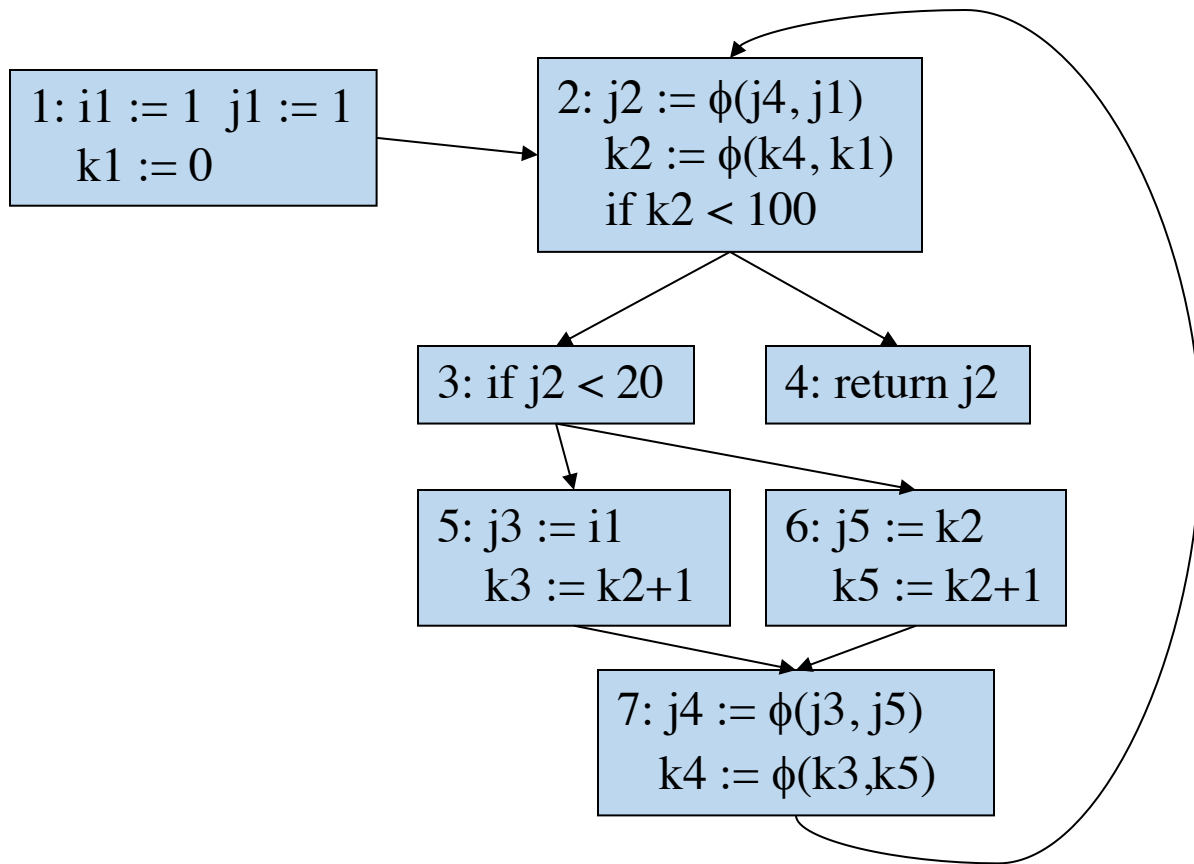 1: i1 := 1 j1 := 1
k1 := 0
2: j2 := ϕ(j4, j1)
k2 := ϕ(k4, k1)
if k2 < 100
3: if j2 < 20
4: return j2
5: j3 := i1
k3 := k2+1
6: j5 := k2
k5 := k2+1
7: j4 := ϕ(j3, j5)
k4 := ϕ(k3,k5)